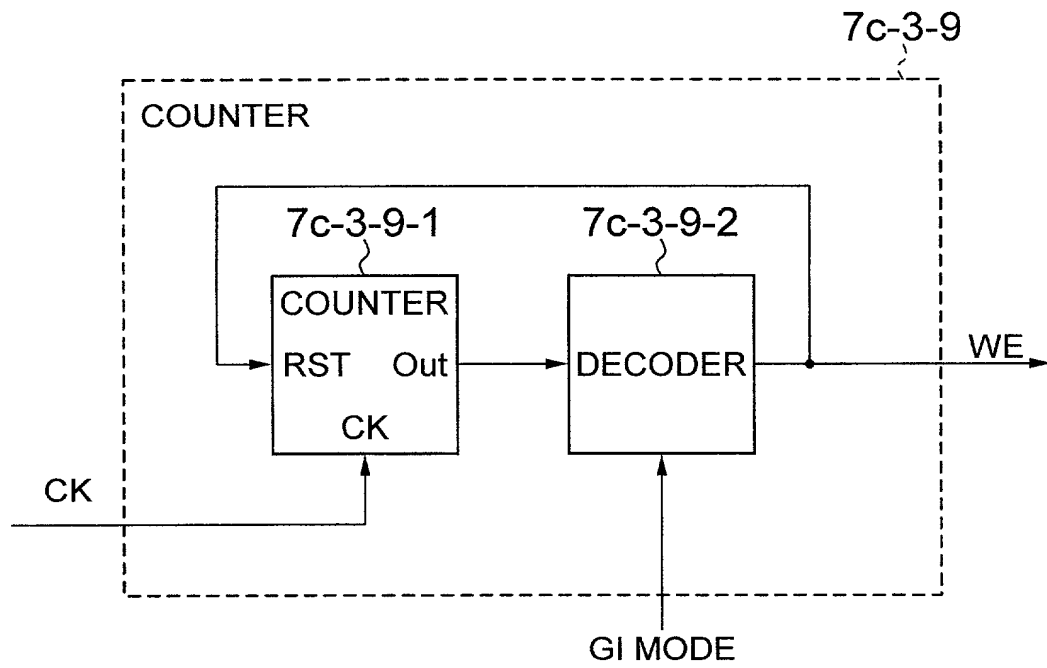 7c-3-9
COUNTER
7c-3-9-1
7c-3-9-2
COUNTER
RST Out
CK
DECODER
WE
CK
GI MODE